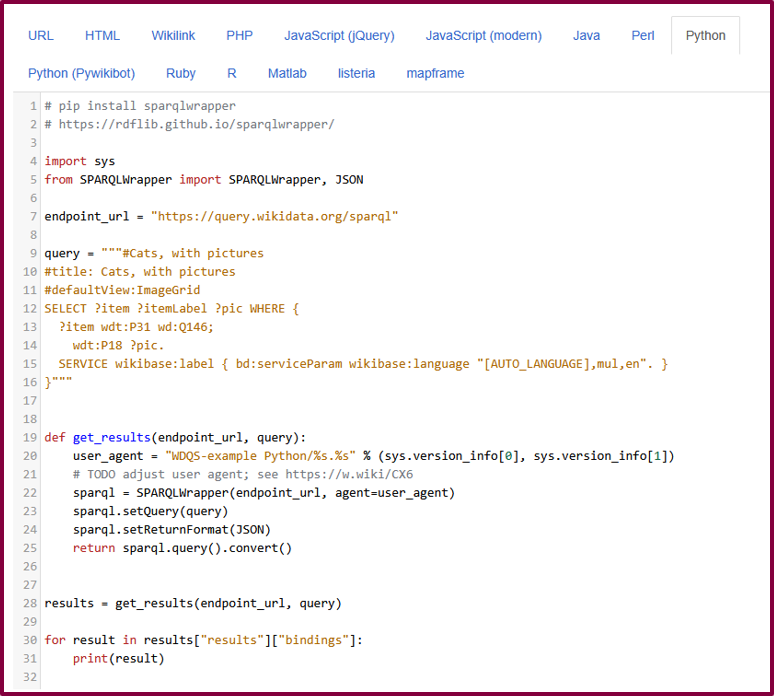 URL HTML Wikilink PHP JavaScript (jQuery) JavaScript (modern) Java Perl Python
Python (Pywikibot) Ruby R Matlab listeria mapframe
1 # pip install sparqlwrapper
2 # https://rdflib.github.io/sparqlwrapper/
3
4 import sys
5 from SPARQLWrapper import SPARQLWrapper, JSON
6
7 endpoint_url = "https://query.wikidata.org/sparql"
8
9 query = """#Cats, with pictures
10 #title: Cats, with pictures
11 #defaultView:ImageGrid
12 SELECT ?item ?itemLabel ?pic WHERE {
13   ?item wdt:P31 wd:Q146;
14     wdt:P18 ?pic.
15   SERVICE wikibase:label { bd:serviceParam wikibase:language "[AUTO_LANGUAGE],mul,en". }
16 }"""
17
18
19 def get_results(endpoint_url, query):
20     user_agent = "WDQS-example Python/%s.%s" % (sys.version_info[0], sys.version_info[1])
21     # TODO adjust user agent; see https://w.wiki/CX6
22     sparql = SPARQLWrapper(endpoint_url, agent=user_agent)
23     sparql.setQuery(query)
24     sparql.setReturnFormat(JSON)
25     return sparql.query().convert()
26
27
28 results = get_results(endpoint_url, query)
29
30 for result in results["results"]["bindings"]:
31     print(result)
32